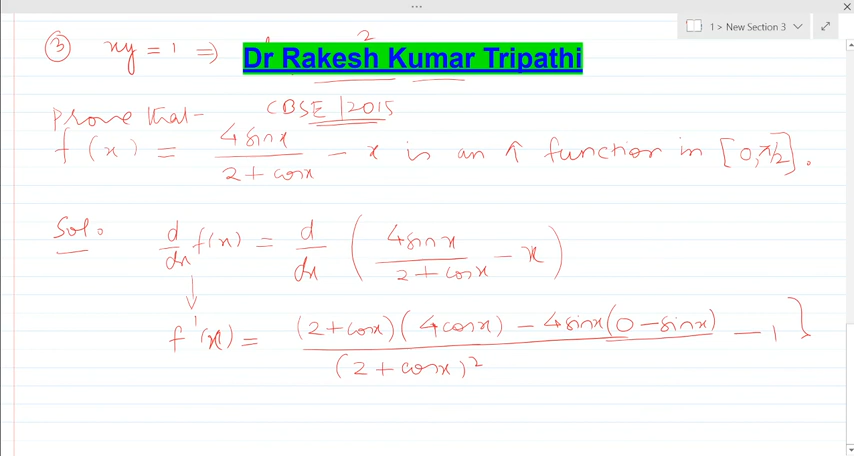 1 > New Section 3
③ xy = 1 ⇒ 2
Dr Rakesh Kumar Tripathi
Prove that- CBSE | 2015
f(x) = 4sinx / 2 + cosx - x is an ↑ function in [0, π/2].
Sol.
d/dx f(x) = d/dx ( 4sinx / 2 + cosx - x )
f'(x) = (2 + cosx)(4cosx) - 4sinx(0 - sinx) / (2 + cosx)² - 1 }